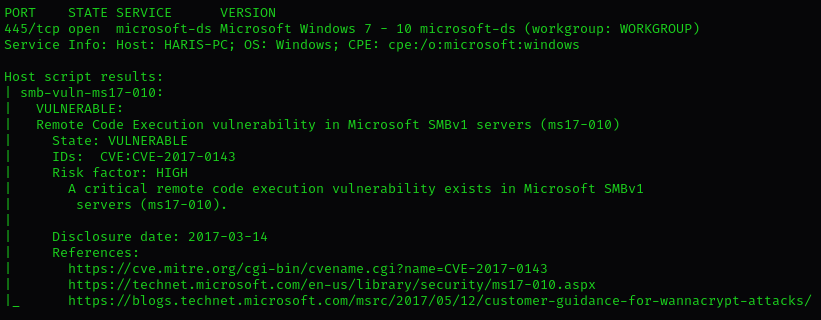 PORT    STATE SERVICE      VERSION
445/tcp open  microsoft-ds Microsoft Windows 7 - 10 microsoft-ds (workgroup: WORKGROUP)
Service Info: Host: HARIS-PC; OS: Windows; CPE: cpe:/o:microsoft:windows

Host script results:
| smb-vuln-ms17-010:
|   VULNERABLE:
|   Remote Code Execution vulnerability in Microsoft SMBv1 servers (ms17-010)
|     State: VULNERABLE
|     IDs:  CVE:CVE-2017-0143
|     Risk factor: HIGH
|       A critical remote code execution vulnerability exists in Microsoft SMBv1
|        servers (ms17-010).
|
|     Disclosure date: 2017-03-14
|     References:
|       https://cve.mitre.org/cgi-bin/cvename.cgi?name=CVE-2017-0143
|       https://technet.microsoft.com/en-us/library/security/ms17-010.aspx
|_      https://blogs.technet.microsoft.com/msrc/2017/05/12/customer-guidance-for-wannacrypt-attacks/